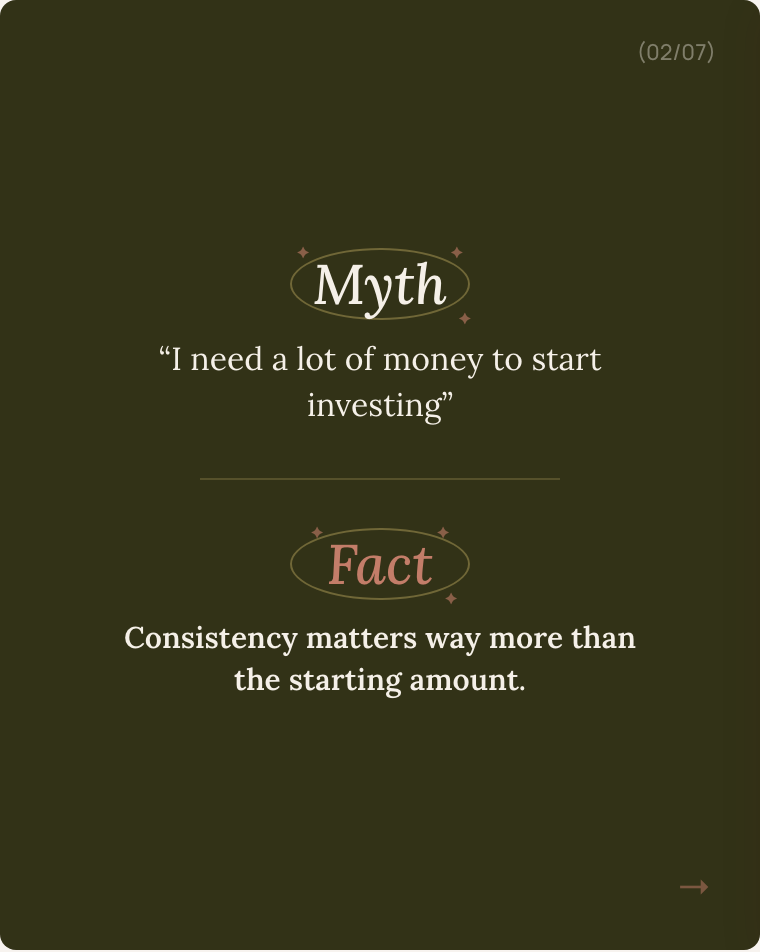 (02/07)
Myth
“I need a lot of money to start
investing”
Fact
Consistency matters way more than
the starting amount.